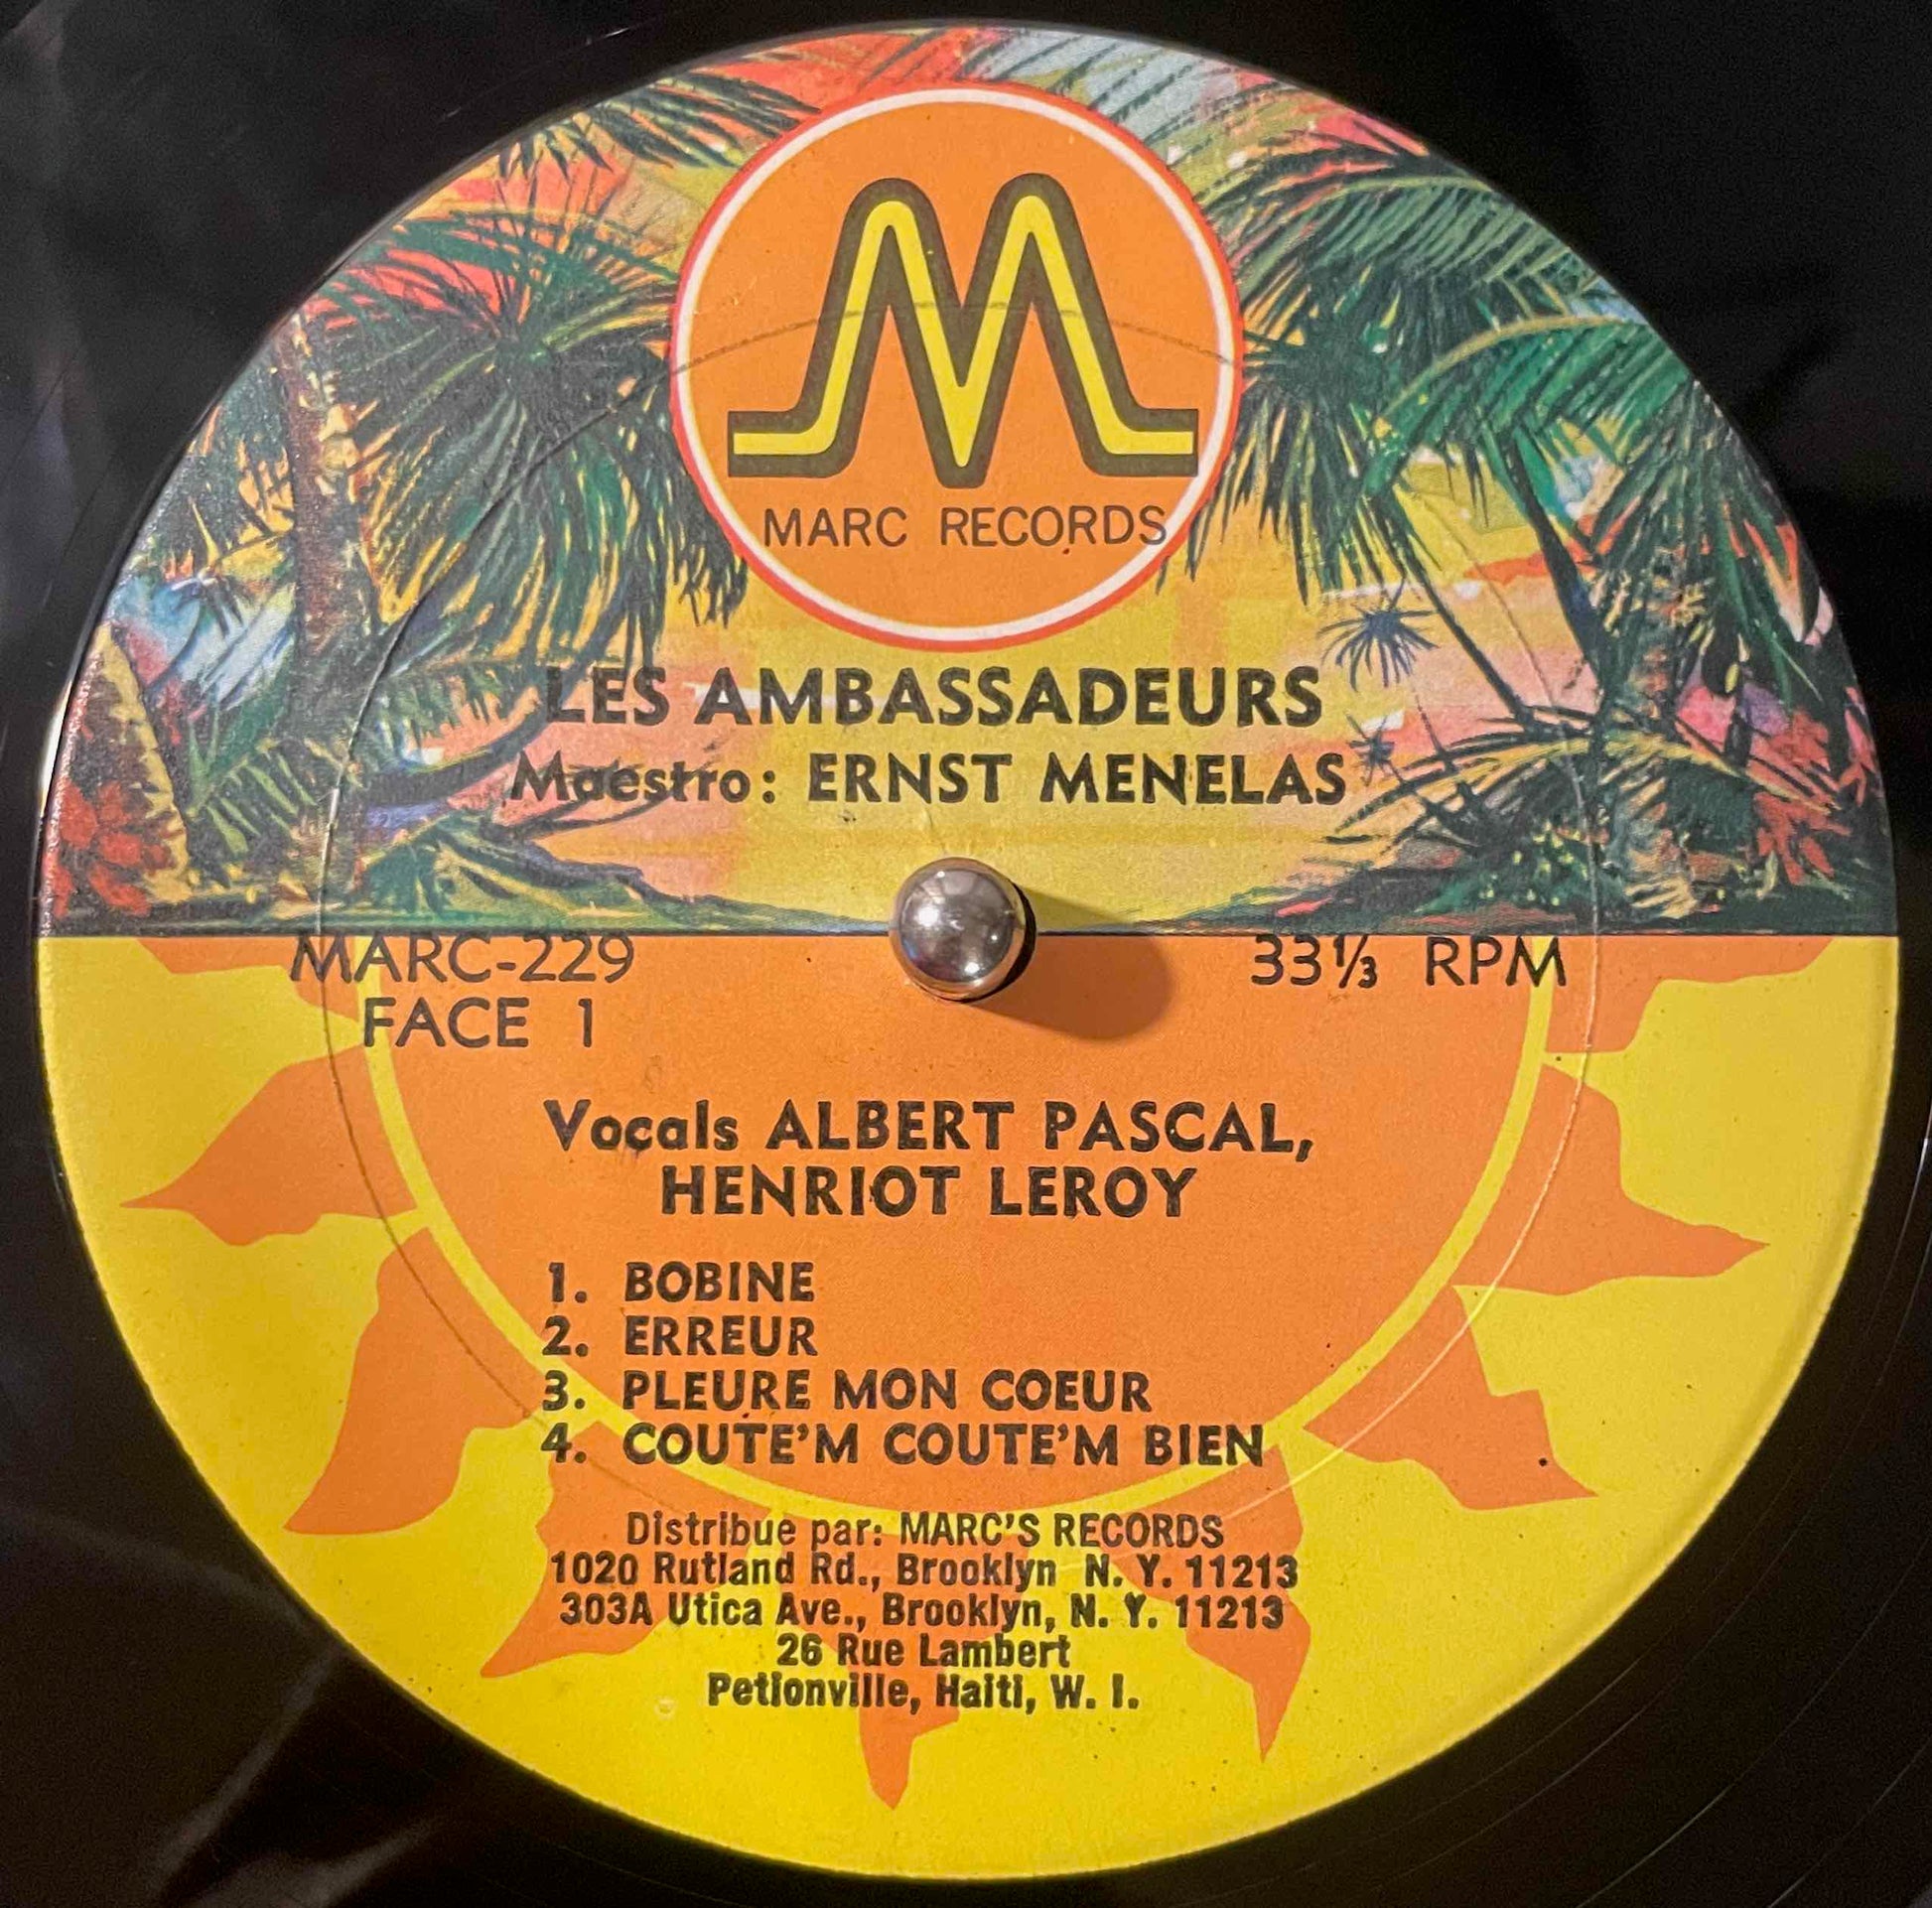 MARC RECORDS
LES AMBASSADEURS
Maestro: ERNST MENELAS
MARC-229
33⅓ RPM
FACE 1
Vocals ALBERT PASCAL,
HENRIOT LEROY
1. BOBINE
2. ERREUR
3. PLEURE MON COEUR
4. COUTE'M COUTE'M BIEN
Distribue par: MARC'S RECORDS
1020 Rutland Rd., Brooklyn N. Y. 11213
303A Utica Ave., Brooklyn, N. Y. 11213
26 Rue Lambert
Petionville, Haiti, W. I.